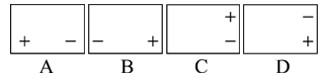 + − − + + −
− +
A B C D